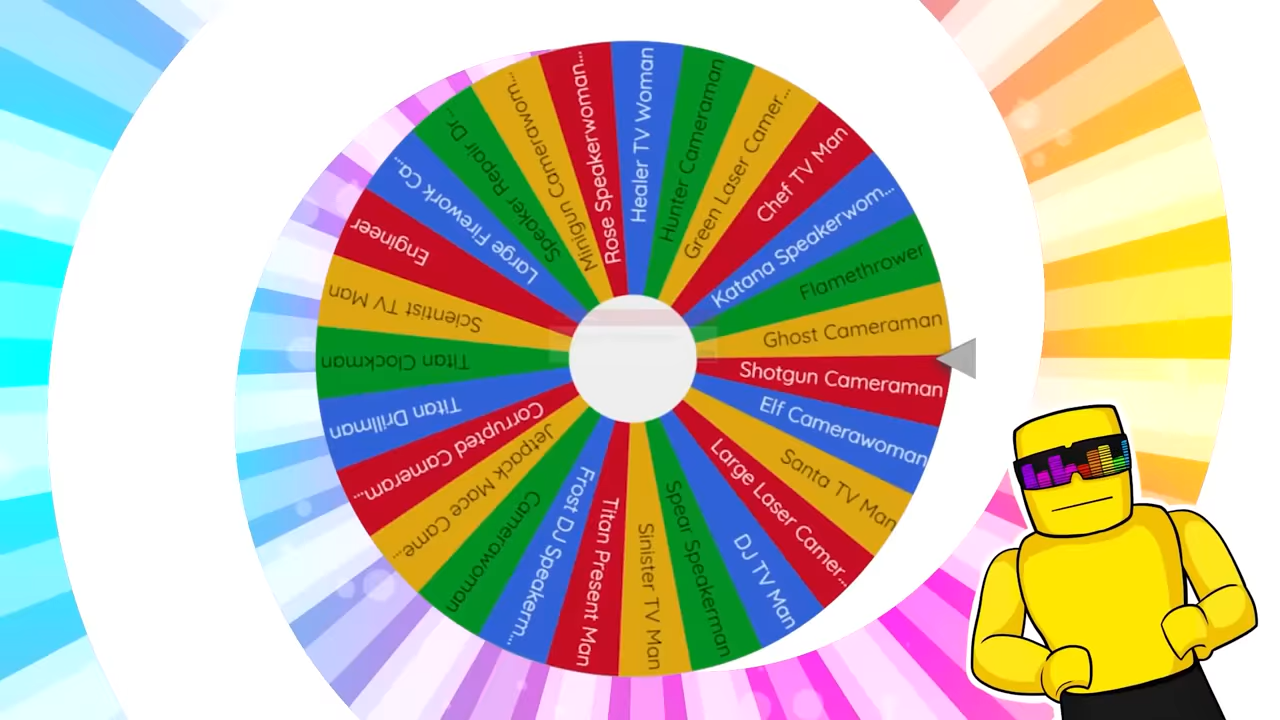 Healer TV Woman
Hunter Cameraman
Green Laser Camer...
Chef TV Man
Katana Speakerwom...
Flamethrower
Ghost Cameraman
Shotgun Cameraman
Elf Camerawoman
Santa TV Man
Large Laser Camer...
DJ TV Man
Spear Speakerman
Sinister TV Man
Titan Present Man
Frost DJ Speakerm...
Camerawoman
Jetpack Mace Came...
Corrupted Cameram...
Titan Drillman
Titan Clockman
Scientist TV Man
Engineer
Large Firework Ca...
Speaker Repair Dr...
Minigun Camerawom...
Rose Speakerwoman...